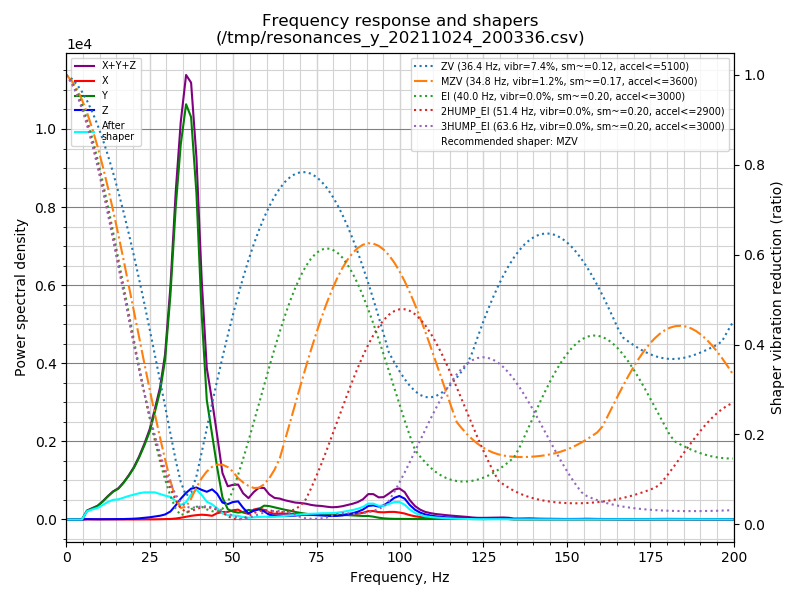 Frequency response and shapers
(/tmp/resonances_y_20211024_200336.csv)
1e4
X+Y+Z
X
Y
Z
After
shaper
ZV (36.4 Hz, vibr=7.4%, sm~=0.12, accel<=5100)
MZV (34.8 Hz, vibr=1.2%, sm~=0.17, accel<=3600)
EI (40.0 Hz, vibr=0.0%, sm~=0.20, accel<=3000)
2HUMP_EI (51.4 Hz, vibr=0.0%, sm~=0.20, accel<=2900)
3HUMP_EI (63.6 Hz, vibr=0.0%, sm~=0.20, accel<=3000)
Recommended shaper: MZV
Power spectral density
1.0
0.8
0.6
0.4
0.2
0.0
Shaper vibration reduction (ratio)
1.0
0.8
0.6
0.4
0.2
0.0
0 25 50 75 100 125 150 175 200
Frequency, Hz